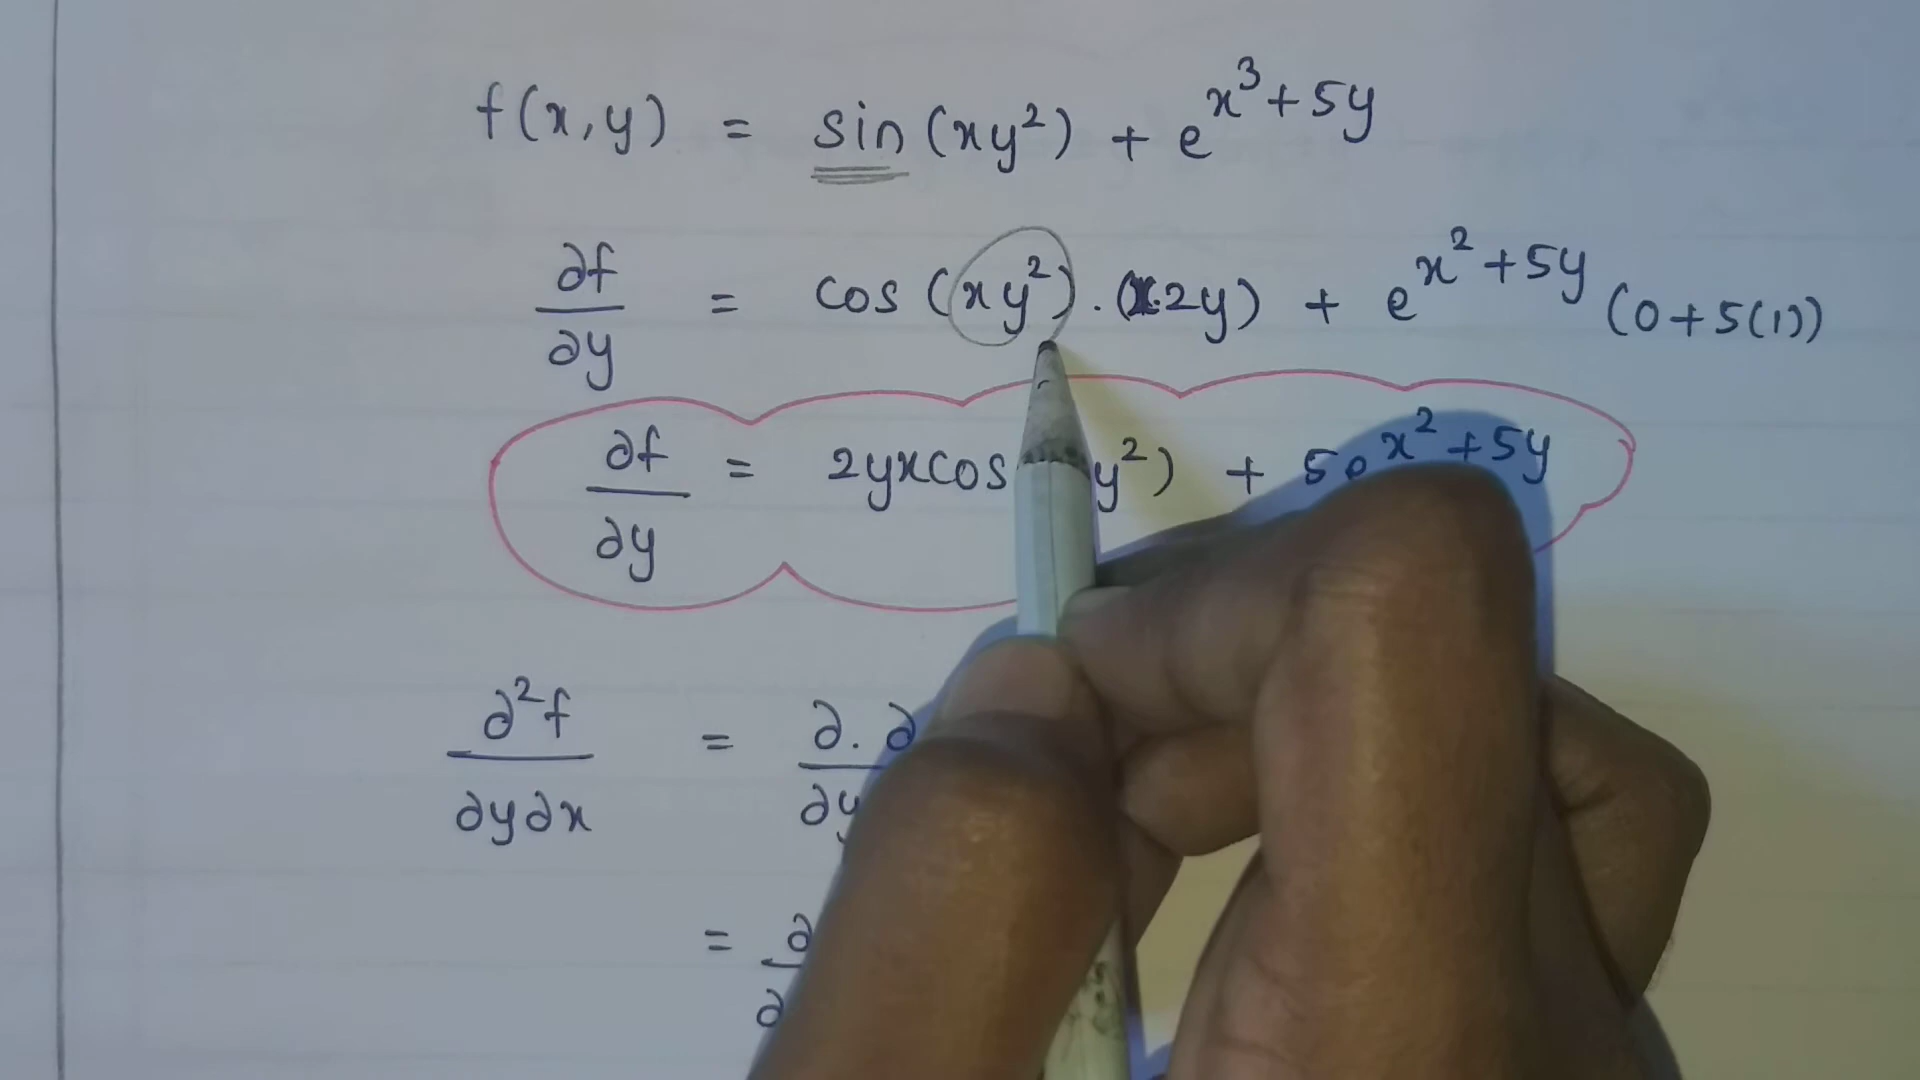 f(x,y) = sin(xy²) + e^{x³+5y}
∂f/∂y = cos(xy²).(x.2y) + e^{x²+5y} (0+5(1))
∂f/∂y = 2yxcos y²) + 5e^{x²+5y}
∂²f/∂y∂x = ∂.∂/∂y
= ∂/∂